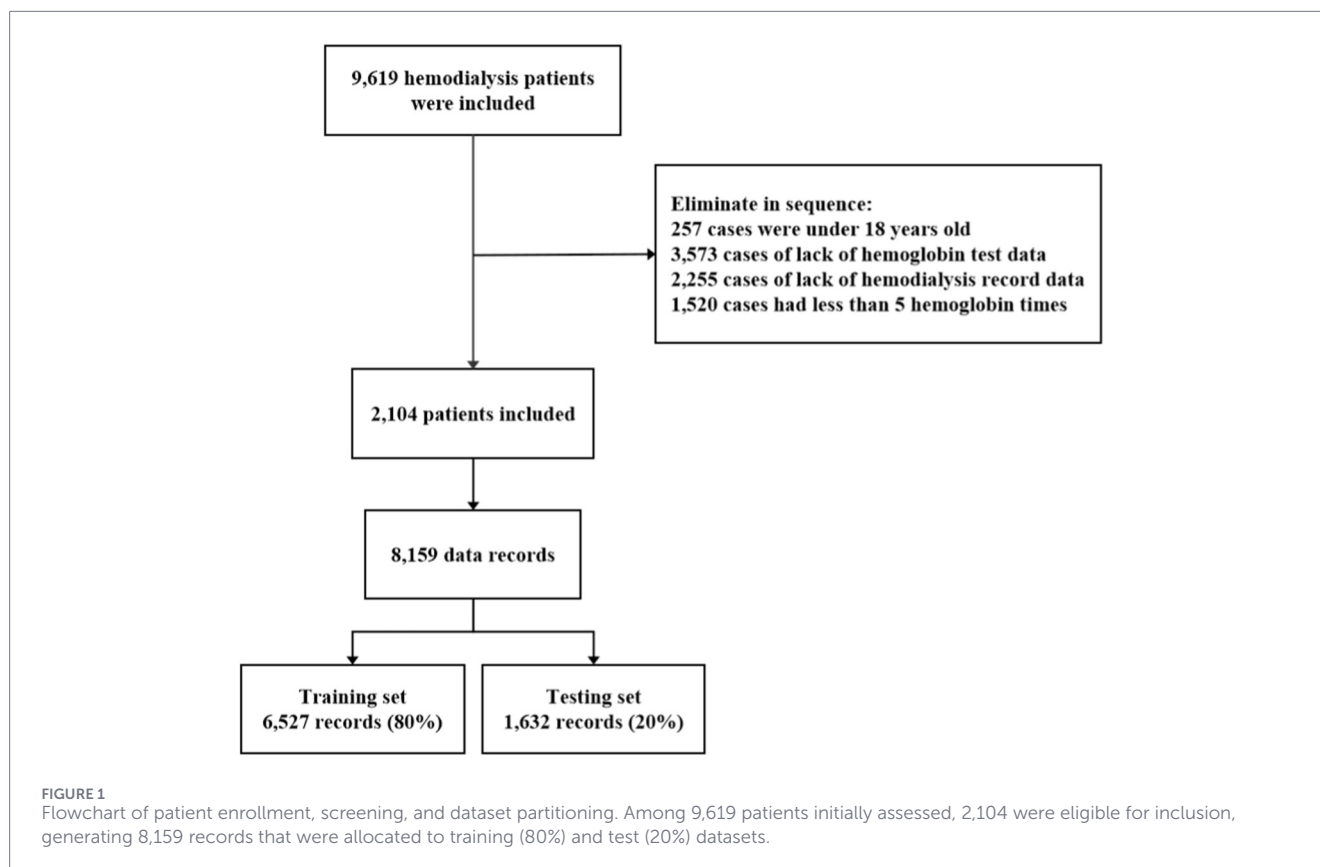 9,619 hemodialysis patients
were included
Eliminate in sequence:
257 cases were under 18 years old
3,573 cases of lack of hemoglobin test data
2,255 cases of lack of hemodialysis record data
1,520 cases had less than 5 hemoglobin times
2,104 patients included
8,159 data records
Training set
6,527 records (80%)
Testing set
1,632 records (20%)
FIGURE 1
Flowchart of patient enrollment, screening, and dataset partitioning. Among 9,619 patients initially assessed, 2,104 were eligible for inclusion,
generating 8,159 records that were allocated to training (80%) and test (20%) datasets.